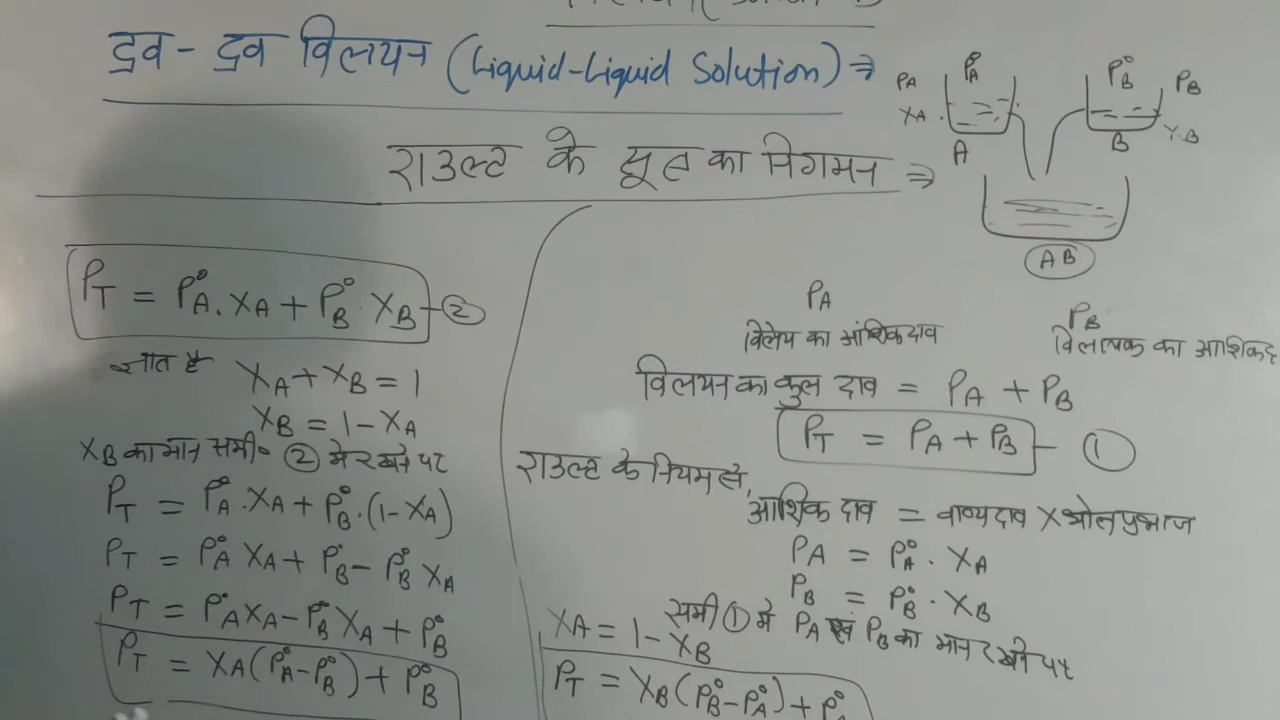 द्रव- द्रव विलयन (Liquid-Liquid Solution) ⇒
राउल्ट के सूत्र का निगमन ⇒
PA P°A
XA
A
P°B PB
XB
B
AB
PA
विलेय का आंशिक दाव
PB
विलायक का आंशिक द
विलयन का कुल दाव = PA + PB
PT = PA + PB - ①
राउल्ट के नियम से,
आंशिक दाव = वाष्पदाव X मोल प्रभाज
PA = P°A . XA
PB = P°B . XB
समी ① मे PA एवं PB का मान रखने पर
PT = P°A . XA + P°B . XB - ②
ज्ञात है XA + XB = 1
XB = 1 - XA
XB का मान समी० ② मे रखने पर
PT = P°A . XA + P°B . (1 - XA)
PT = P°A XA + P°B - P°B XA
PT = P°A XA - P°B XA + P°B
PT = XA (P°A - P°B) + P°B
XA = 1 - XB
PT = XB (P°B - P°A) + P°A